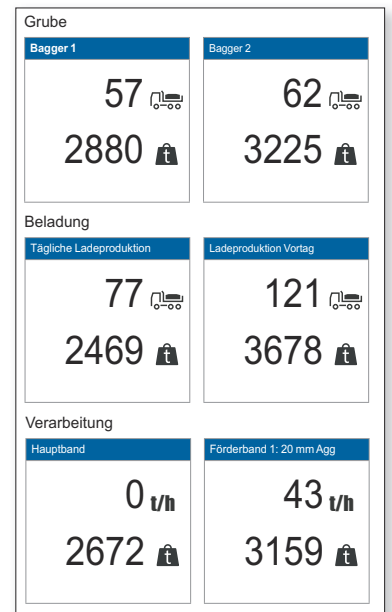 Grube
Bagger 1
Bagger 2
57
62
2880 t
3225 t
Beladung
Tägliche Ladeproduktion
Ladeproduktion Vortag
77
121
2469 t
3678 t
Verarbeitung
Hauptband
Förderband 1: 20 mm Agg
0 t/h
43 t/h
2672 t
3159 t